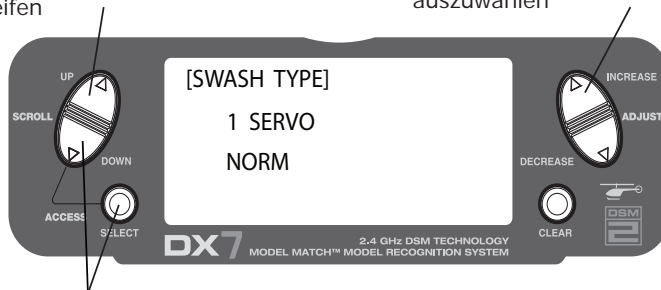 eifen
auszuwählen
UP
SCROLL
DOWN
ACCESS
SELECT
[SWASH TYPE]
1 SERVO
NORM
INCREASE
ADJUST
DECREASE
CLEAR
DSM
2
DX7
2.4 GHz DSM TECHNOLOGY
MODEL MATCH™ MODEL RECOGNITION SYSTEM